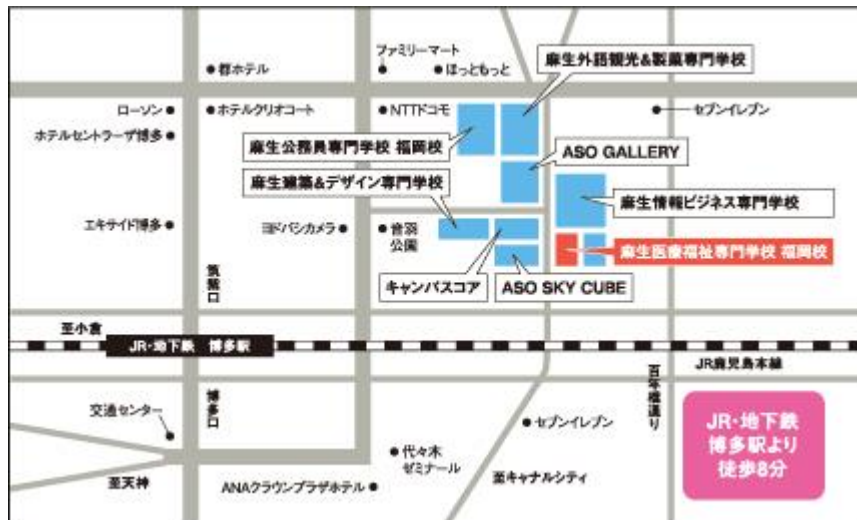 ファミリーマート
都ホテル
ほっともっと
麻生外語観光&製菓専門学校
ローソン
ホテルクリオコート
NTTドコモ
セブンイレブン
ホテルセントラーザ博多
麻生公務員専門学校 福岡校
ASO GALLERY
麻生建築&デザイン専門学校
麻生情報ビジネス専門学校
エキサイド博多
ヨドバシカメラ
音羽
公園
麻生医療福祉専門学校 福岡校
キャンパスコア
ASO SKY CUBE
筑紫口
至小倉
JR・地下鉄 博多駅
JR鹿児島本線
博多口
百年橋通り
交通センター
セブンイレブン
JR・地下鉄
博多駅より
徒歩8分
代々木
ゼミナール
至天神
ANAクラウンプラザホテル
至キャナルシティ